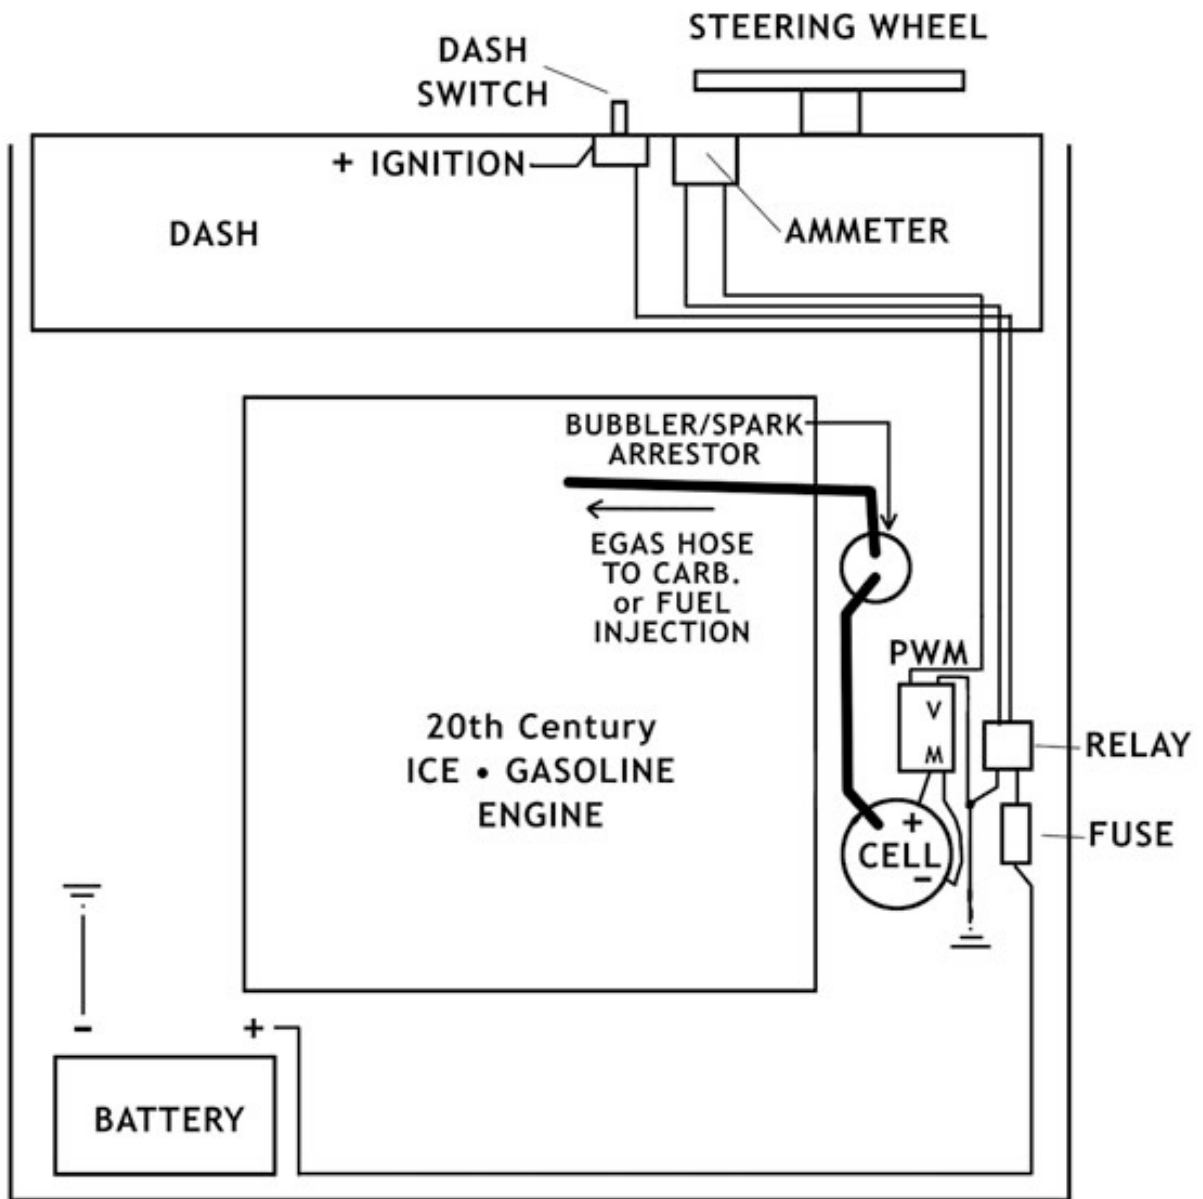 STEERING WHEEL
DASH
SWITCH
+ IGNITION
DASH
AMMETER
BUBBLER/SPARK
ARRESTOR
EGAS HOSE
TO CARB.
or FUEL
INJECTION
PWM
V
M
20th Century
ICE • GASOLINE
ENGINE
RELAY
+
CELL
-
FUSE
- +
BATTERY